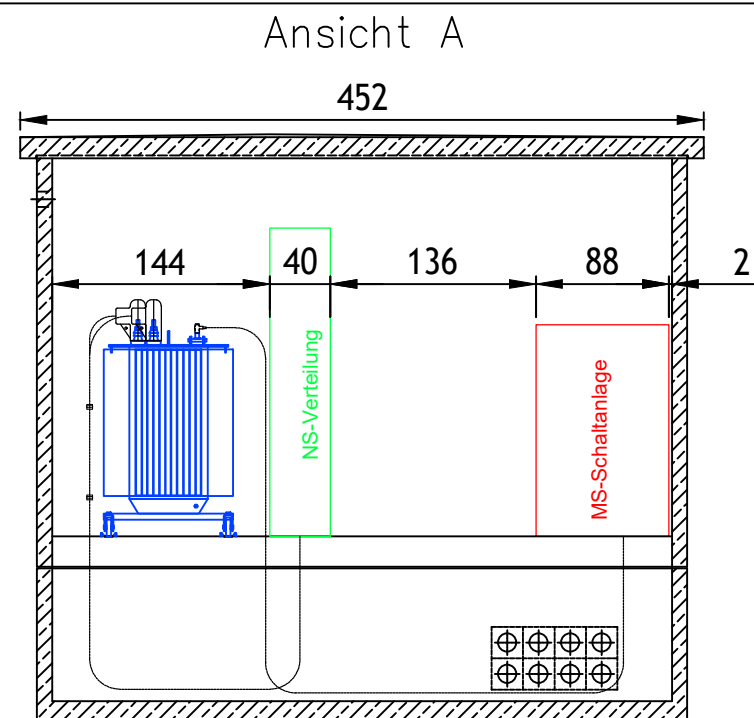 Ansicht A
452
144 40 136 88 2
NS-Verteilung
MS-Schaltanlage